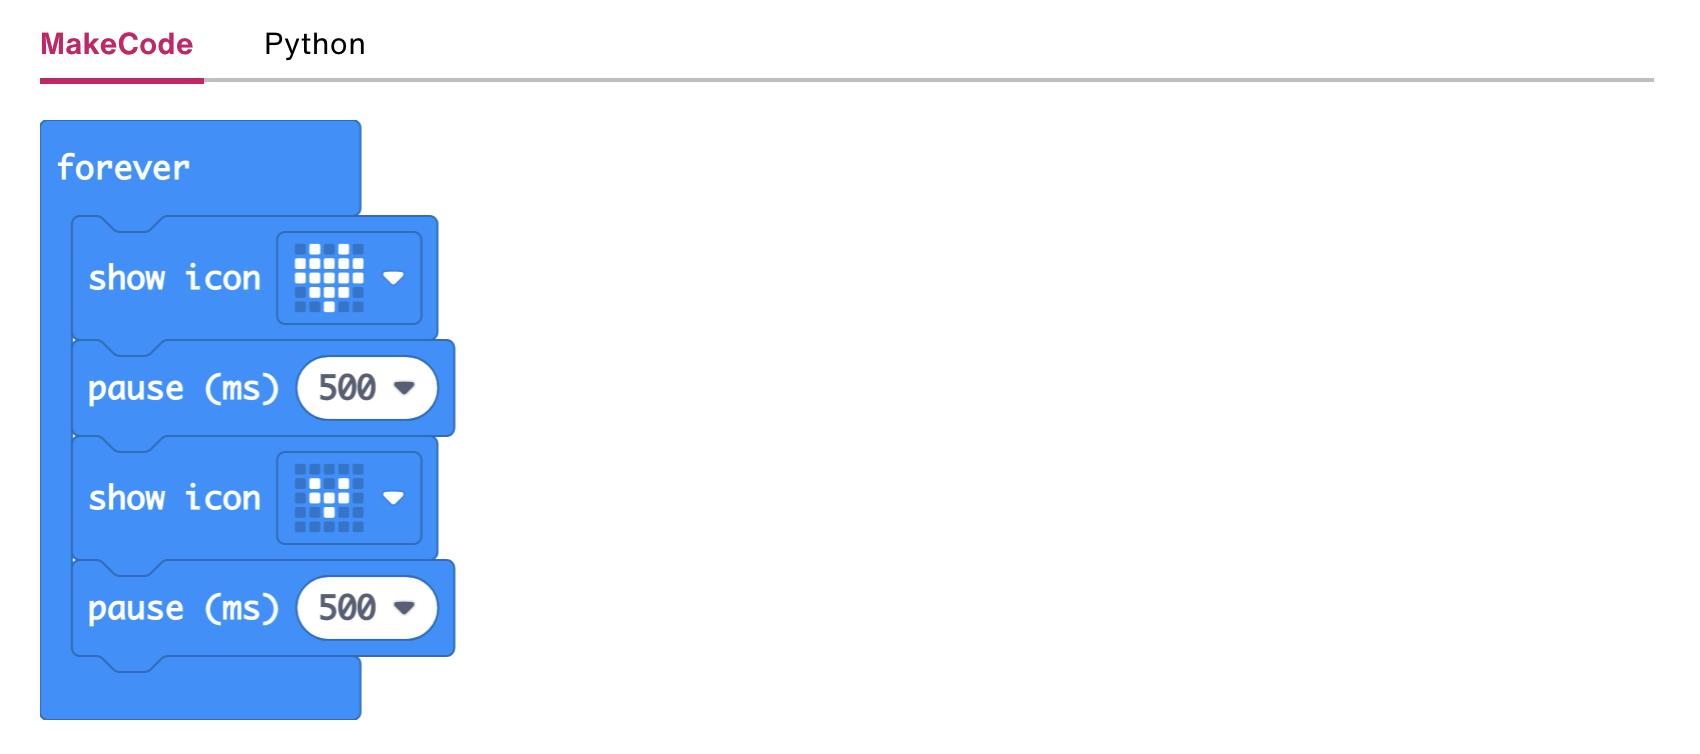 MakeCode Python
forever
show icon
pause (ms) 500
show icon
pause (ms) 500